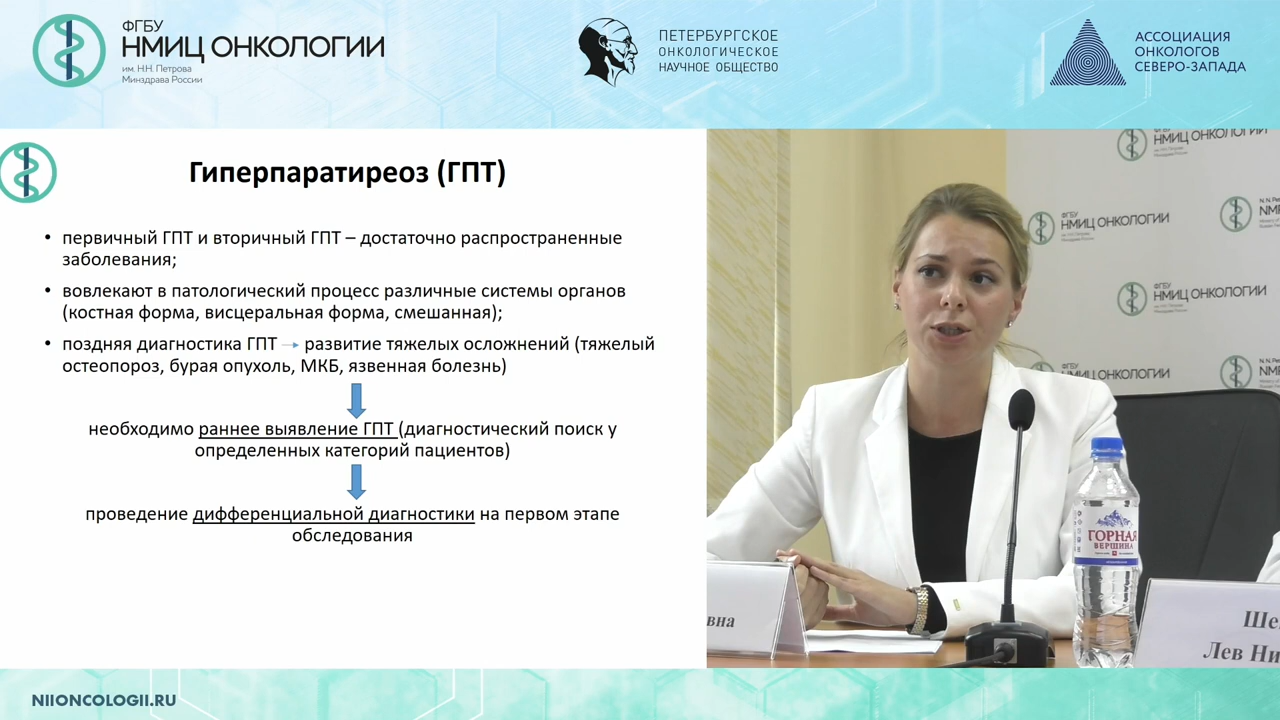 ФГБУ
НМИЦ ОНКОЛОГИИ
им. Н.Н. Петрова
Минздрава России
ПЕТЕРБУРГСКОЕ
ОНКОЛОГИЧЕСКОЕ
НАУЧНОЕ ОБЩЕСТВО
АССОЦИАЦИЯ
ОНКОЛОГОВ
СЕВЕРО-ЗАПАДА
Гиперпаратиреоз (ГПТ)
• первичный ГПТ и вторичный ГПТ – достаточно распространенные
заболевания;
• вовлекают в патологический процесс различные системы органов
(костная форма, висцеральная форма, смешанная);
• поздняя диагностика ГПТ → развитие тяжелых осложнений (тяжелый
остеопороз, бурая опухоль, МКБ, язвенная болезнь)
необходимо раннее выявление ГПТ (диагностический поиск у
определенных категорий пациентов)
проведение дифференциальной диагностики на первом этапе
обследования
НМИЦ ОНКОЛОГИИ
ФГБУ
НМИЦ ОНКОЛОГИИ
ФГБУ
НМИЦ ОНКОЛОГИИ
ФГБУ
НМИЦ ОНКОЛОГИИ
ГОРНАЯ
ВЕРШИНА
вна
Ше
Лев Ни
NIIONCOLOGII.RU